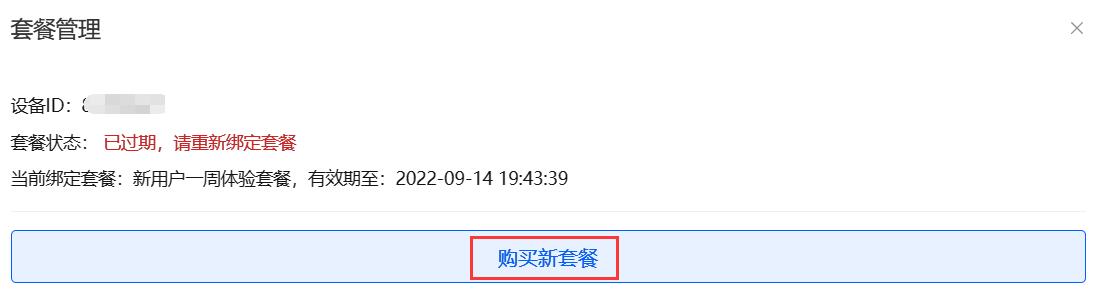 套餐管理
设备ID：8
套餐状态： 已过期，请重新绑定套餐
当前绑定套餐：新用户一周体验套餐，有效期至：2022-09-14 19:43:39
购买新套餐